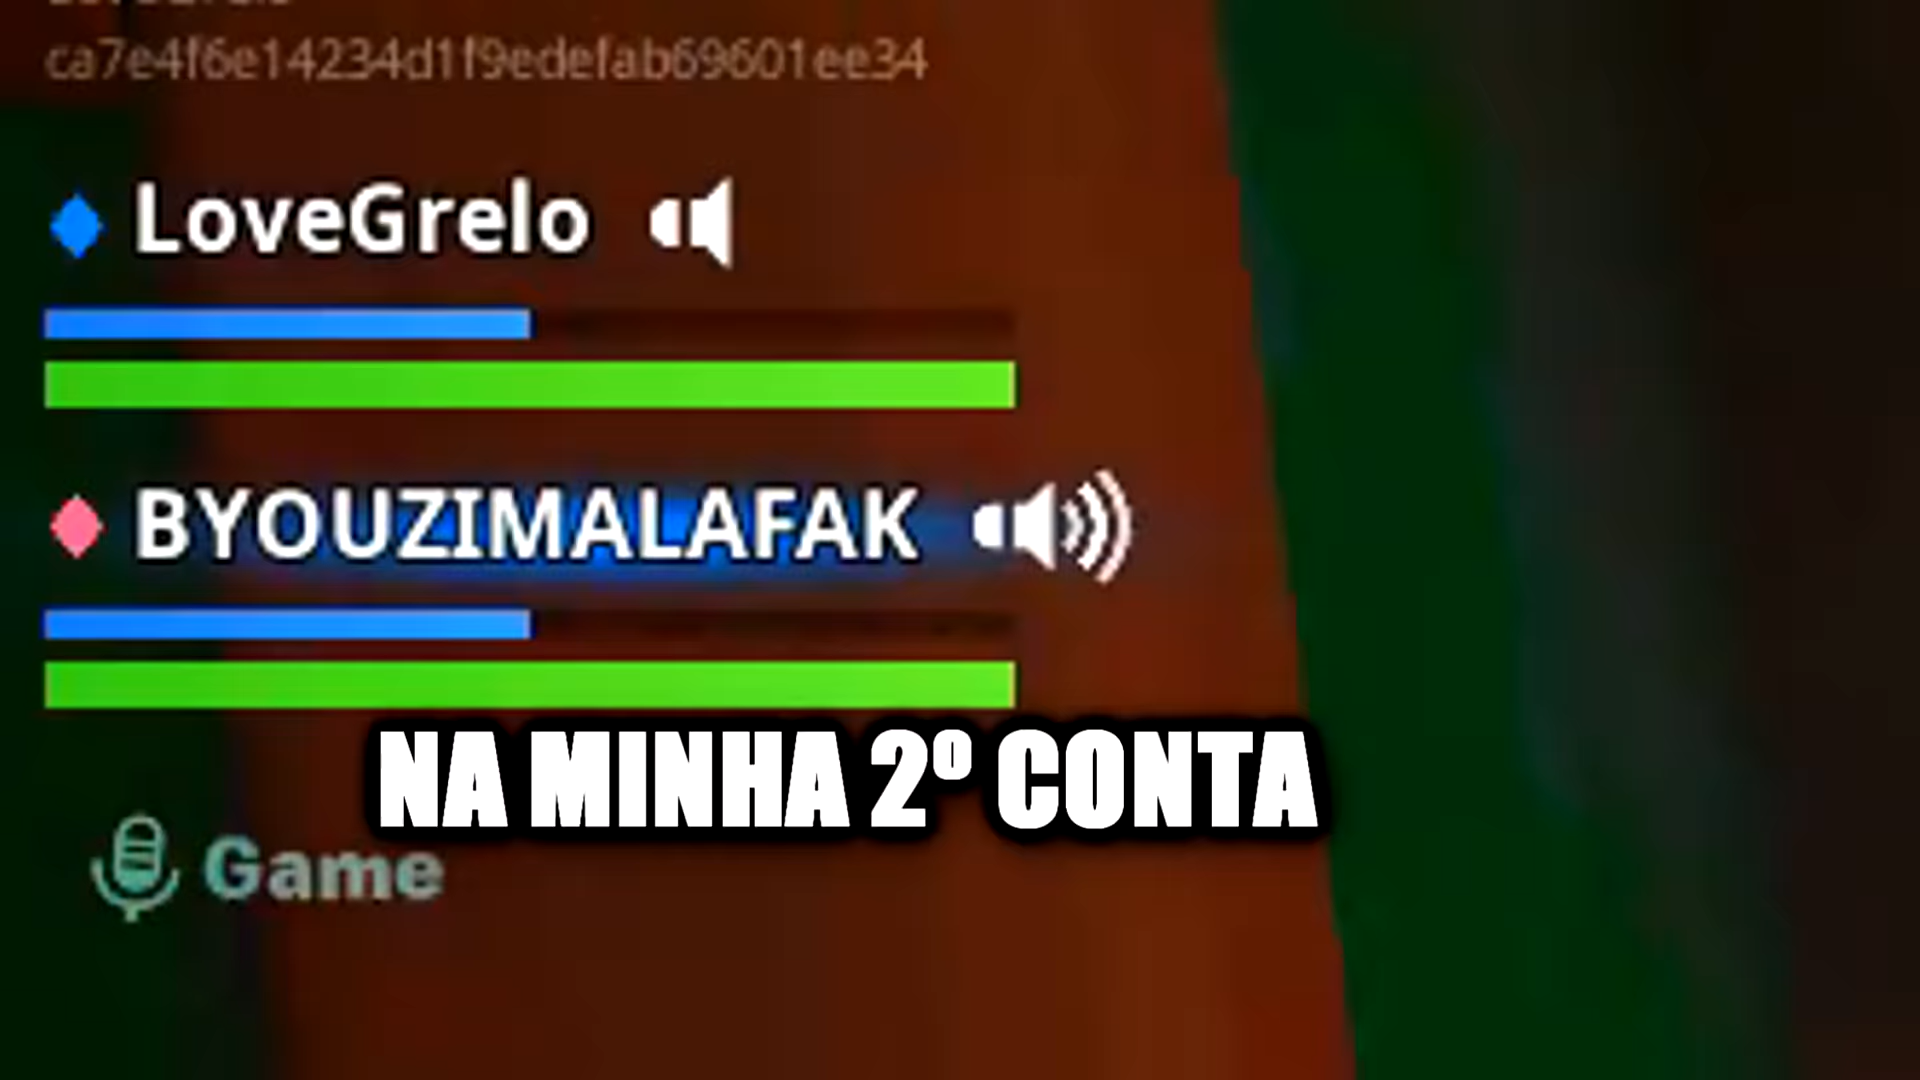 ca7e4f6e14234d1f9edefab69601ee34
LoveGrelo
BYOUZIMALAFAK
NA MINHA 2º CONTA
Game